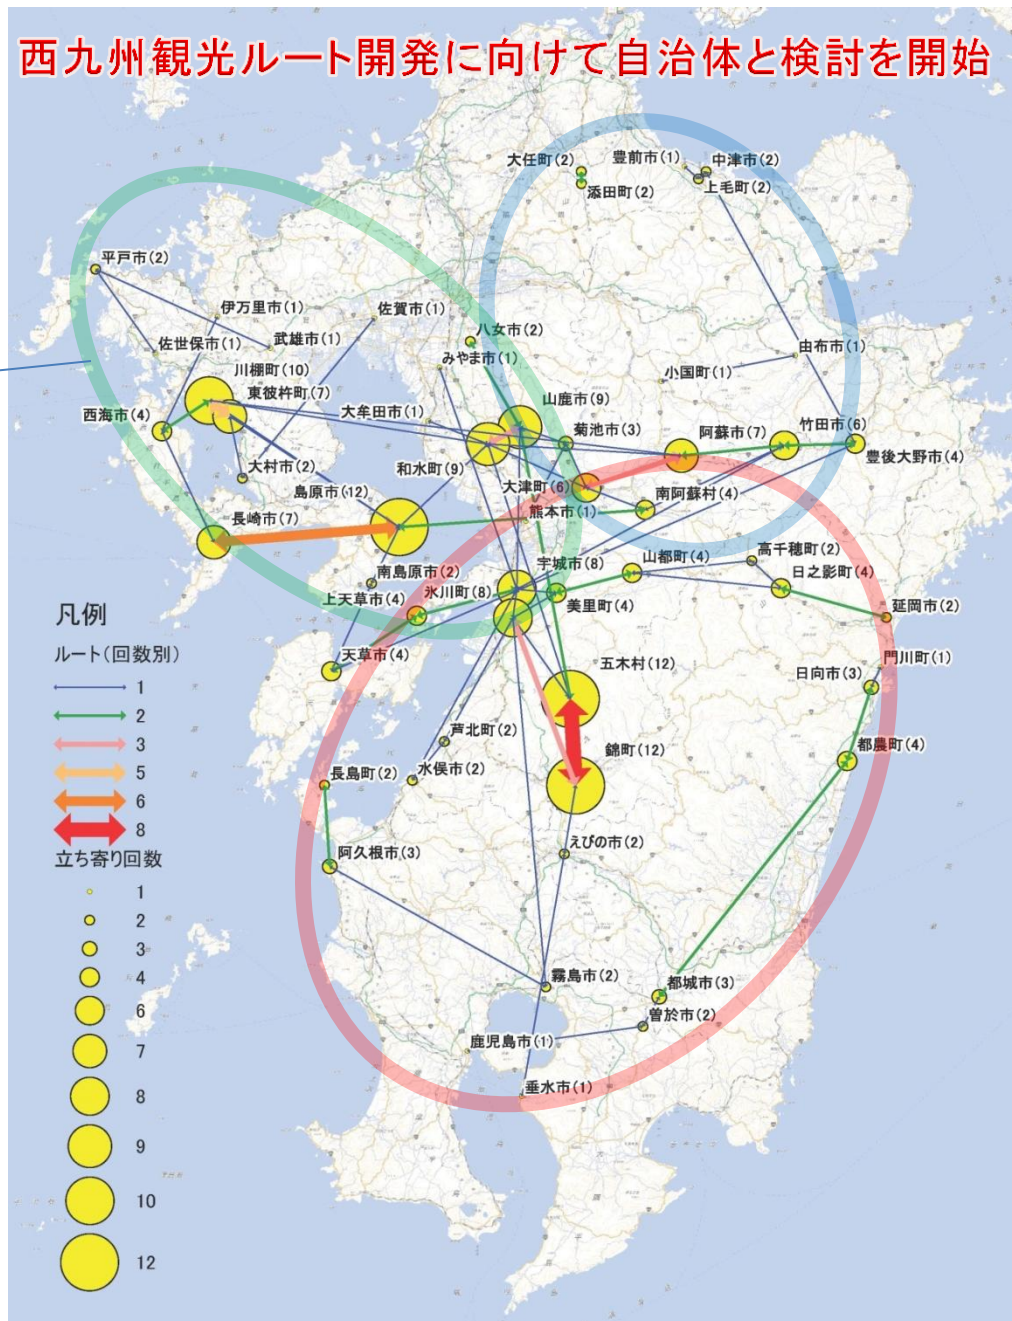 西九州観光ルート開発に向けて自治体と検討を開始
大任町(2)
豊前市(1)
中津市(2)
添田町(2)
上毛町(2)
平戸市(2)
伊万里市(1)
佐賀市(1)
八女市(2)
佐世保市(1)
武雄市(1)
みやま市(1)
由布市(1)
川棚町(10)
小国町(1)
東彼杵町(7)
山鹿市(9)
西海市(4)
大牟田市(1)
菊池市(3)
阿蘇市(7)
竹田市(6)
豊後大野市(4)
大村市(2)
和水町(9)
島原市(12)
大津町(6)
南阿蘇村(4)
長崎市(7)
熊本市(1)
宇城市(8)
山都町(4)
高千穂町(2)
日之影町(4)
南島原市(2)
氷川町(8)
上天草市(4)
美里町(4)
延岡市(2)
天草市(4)
五木村(12)
門川町(1)
日向市(3)
芦北町(2)
錦町(12)
都農町(4)
水俣市(2)
長島町(2)
えびの市(2)
阿久根市(3)
霧島市(2)
都城市(3)
曽於市(2)
鹿児島市(1)
垂水市(1)
凡例
ルート(回数別)
1
2
3
5
6
8
立ち寄り回数
1
2
3
4
6
7
8
9
10
12